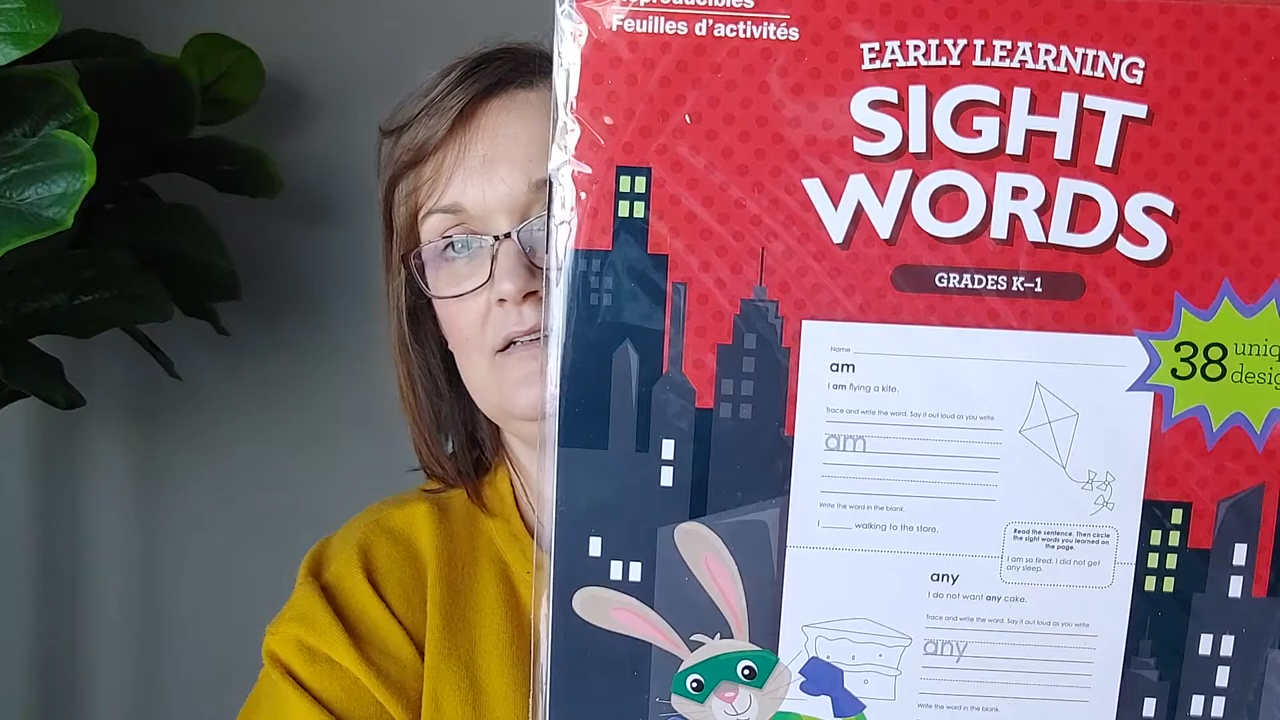 Feuilles d'activités
EARLY LEARNING
SIGHT
WORDS
GRADES K–1
38
Name
am
I am flying a kite.
Trace and write the word. Say it out loud as you write.
am
Write the word in the blank.
I _____ walking to the store.
Read the sentence. Then circle
the sight words you learned on
the page.
I am so tired. I did not get
any sleep.
any
I do not want any cake.
Trace and write the word. Say it out loud as you write.
any
Write the word in the blank.